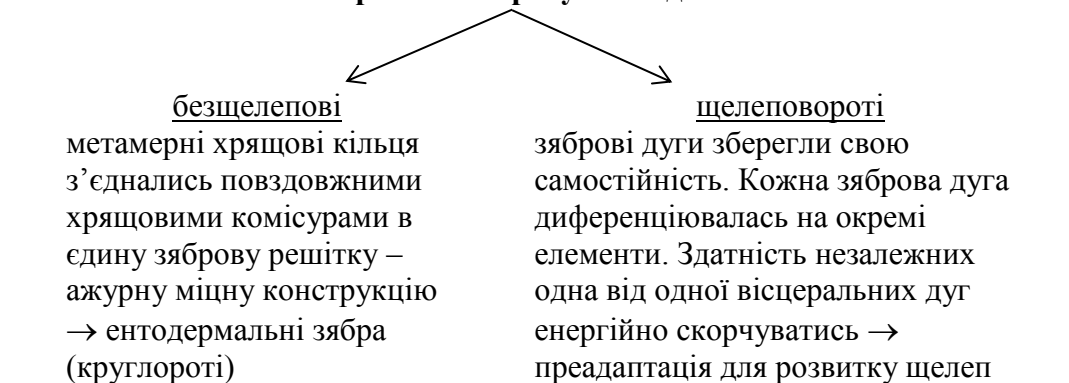 безщелепові
метамерні хрящові кільця
з’єднались повздовжними
хрящовими комісурами в
єдину зяброву решітку –
ажурну міцну конструкцію
→ ентодермальні зябра
(круглороті)
щелеповороті
зяброві дуги зберегли свою
самостійність. Кожна зяброва дуга
диференціювалась на окремі
елементи. Здатність незалежних
одна від одної вісцеральних дуг
енергійно скорчуватись →
преадаптація для розвитку щелеп